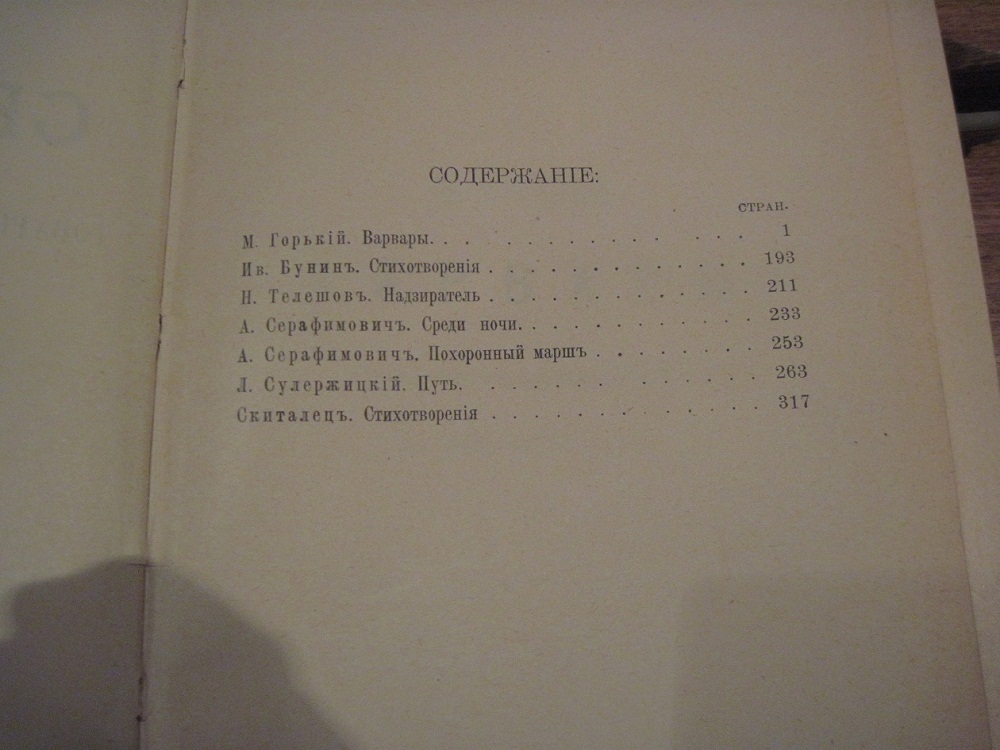 СОДЕРЖАНІЕ:
СТРАН.
М. Горькій. Варвары. . . . . . . . . . . . . . 1
Ив. Бунинъ. Стихотворенія . . . . . . . . . . . 193
Н. Телешовъ. Надзиратель . . . . . . . . . . . 211
А. Серафимовичъ. Среди ночи. . . . . . . . . . 233
А. Серафимовичъ. Похоронный маршъ . . . . . . . 253
Л. Сулержицкій. Путь. . . . . . . . . . . . . 263
Скиталецъ. Стихотворенія . . . . . . . . . . . 317